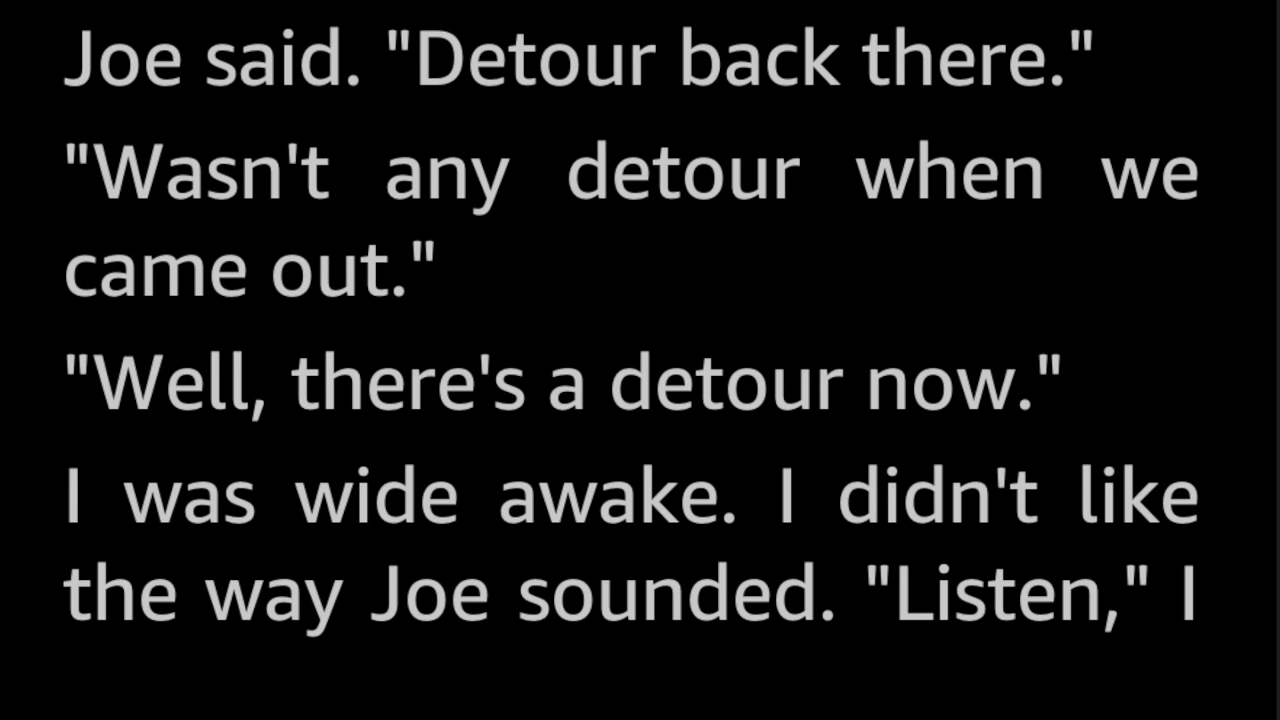 Joe said. "Detour back there."
"Wasn't any detour when we
came out."
"Well, there's a detour now."
I was wide awake. I didn't like
the way Joe sounded. "Listen," I